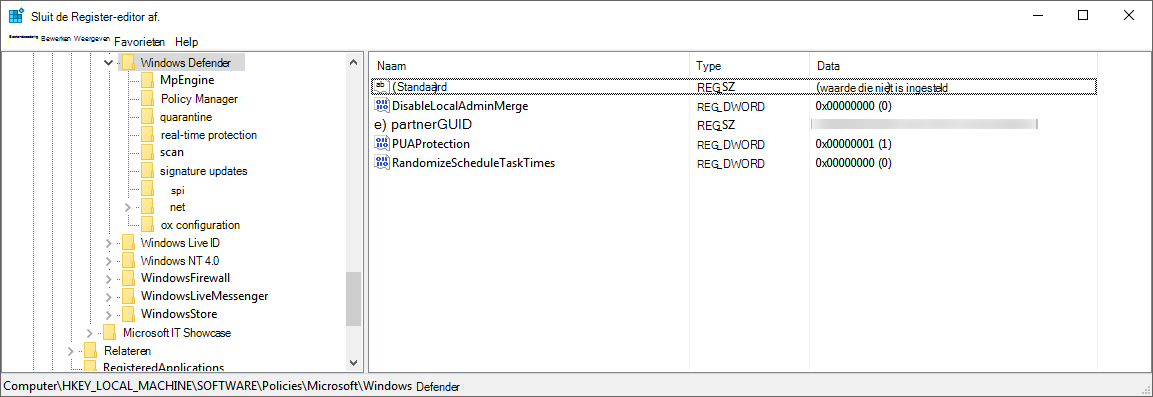 Sluit de Register-editor af.
Bewerken Weergeven Favorieten Help
Windows Defender
MpEngine
Policy Manager
quarantine
real-time protection
scan
signature updates
spi
net
ox configuration
Windows Live ID
Windows NT 4.0
WindowsFirewall
WindowsLiveMessenger
WindowsStore
Microsoft IT Showcase
Relateren
RegisteredApplications
Naam Type Data
(Standaard) REG_SZ (waarde die niet is ingesteld)
DisableLocalAdminMerge REG_DWORD 0x00000000 (0)
e) partnerGUID REG_SZ
PUAProtection REG_DWORD 0x00000001 (1)
RandomizeScheduleTaskTimes REG_DWORD 0x00000000 (0)
Computer\HKEY_LOCAL_MACHINE\SOFTWARE\Policies\Microsoft\Windows Defender